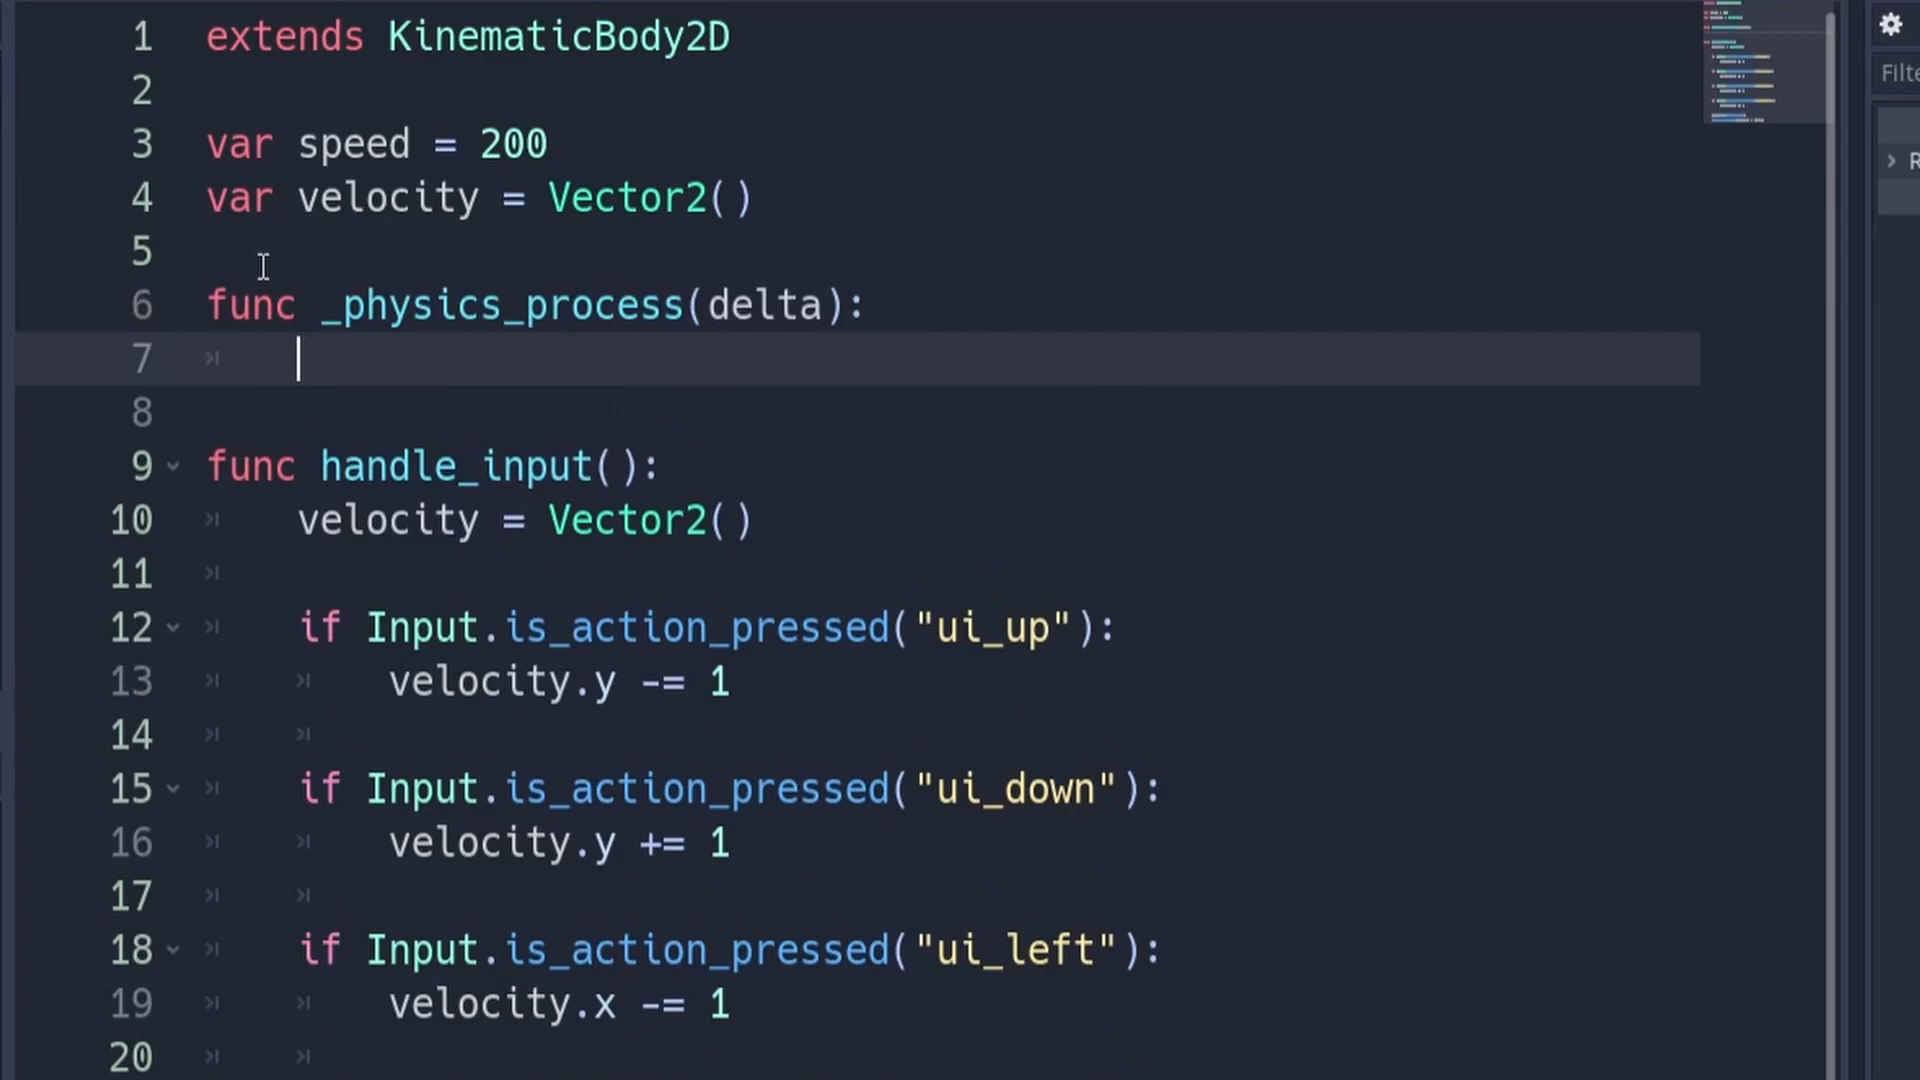 1 extends KinematicBody2D
2
3 var speed = 200
4 var velocity = Vector2()
5
6 func _physics_process(delta):
7
8
9 func handle_input():
10 velocity = Vector2()
11
12 if Input.is_action_pressed("ui_up"):
13 velocity.y -= 1
14
15 if Input.is_action_pressed("ui_down"):
16 velocity.y += 1
17
18 if Input.is_action_pressed("ui_left"):
19 velocity.x -= 1
20
Filte
R